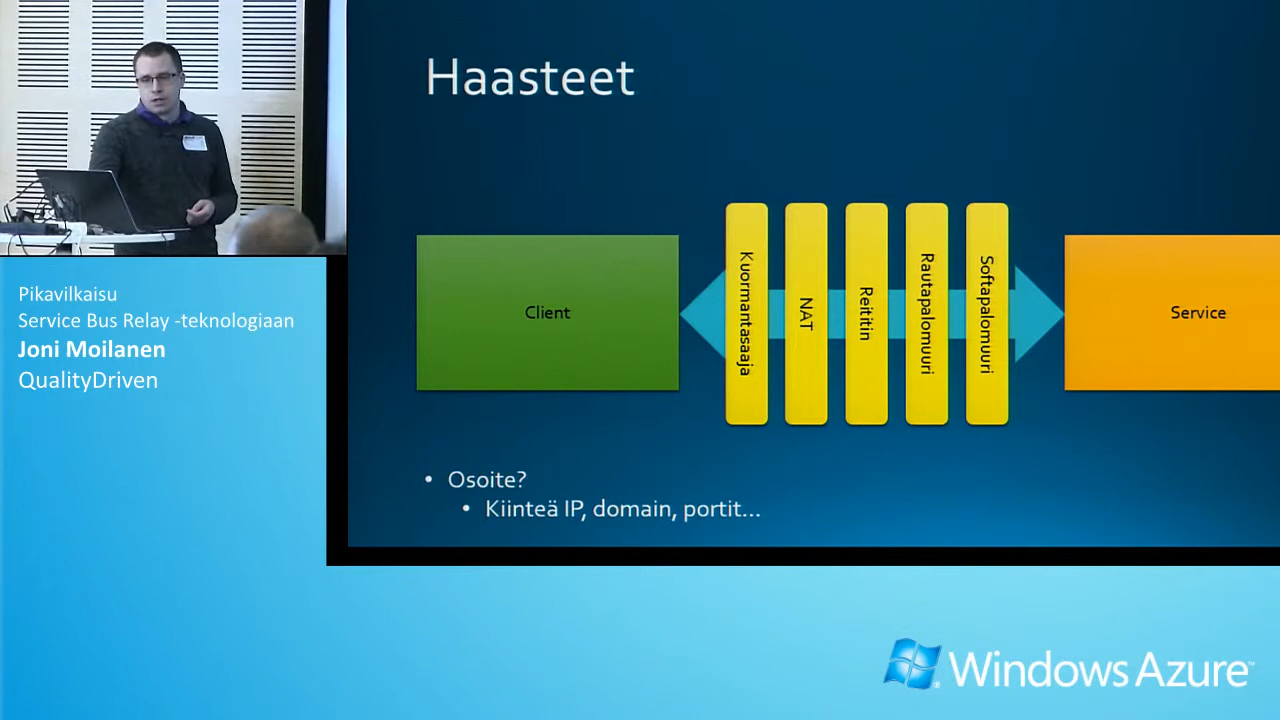 Haasteet
Client
Kuormantasaaja
NAT
Reititin
Rautapalomuuri
Softapalomuuri
Service
Osoite?
Kiinteä IP, domain, portit...
Pikavilkaisu
Service Bus Relay -teknologiaan
Joni Moilanen
QualityDriven
Windows Azure™